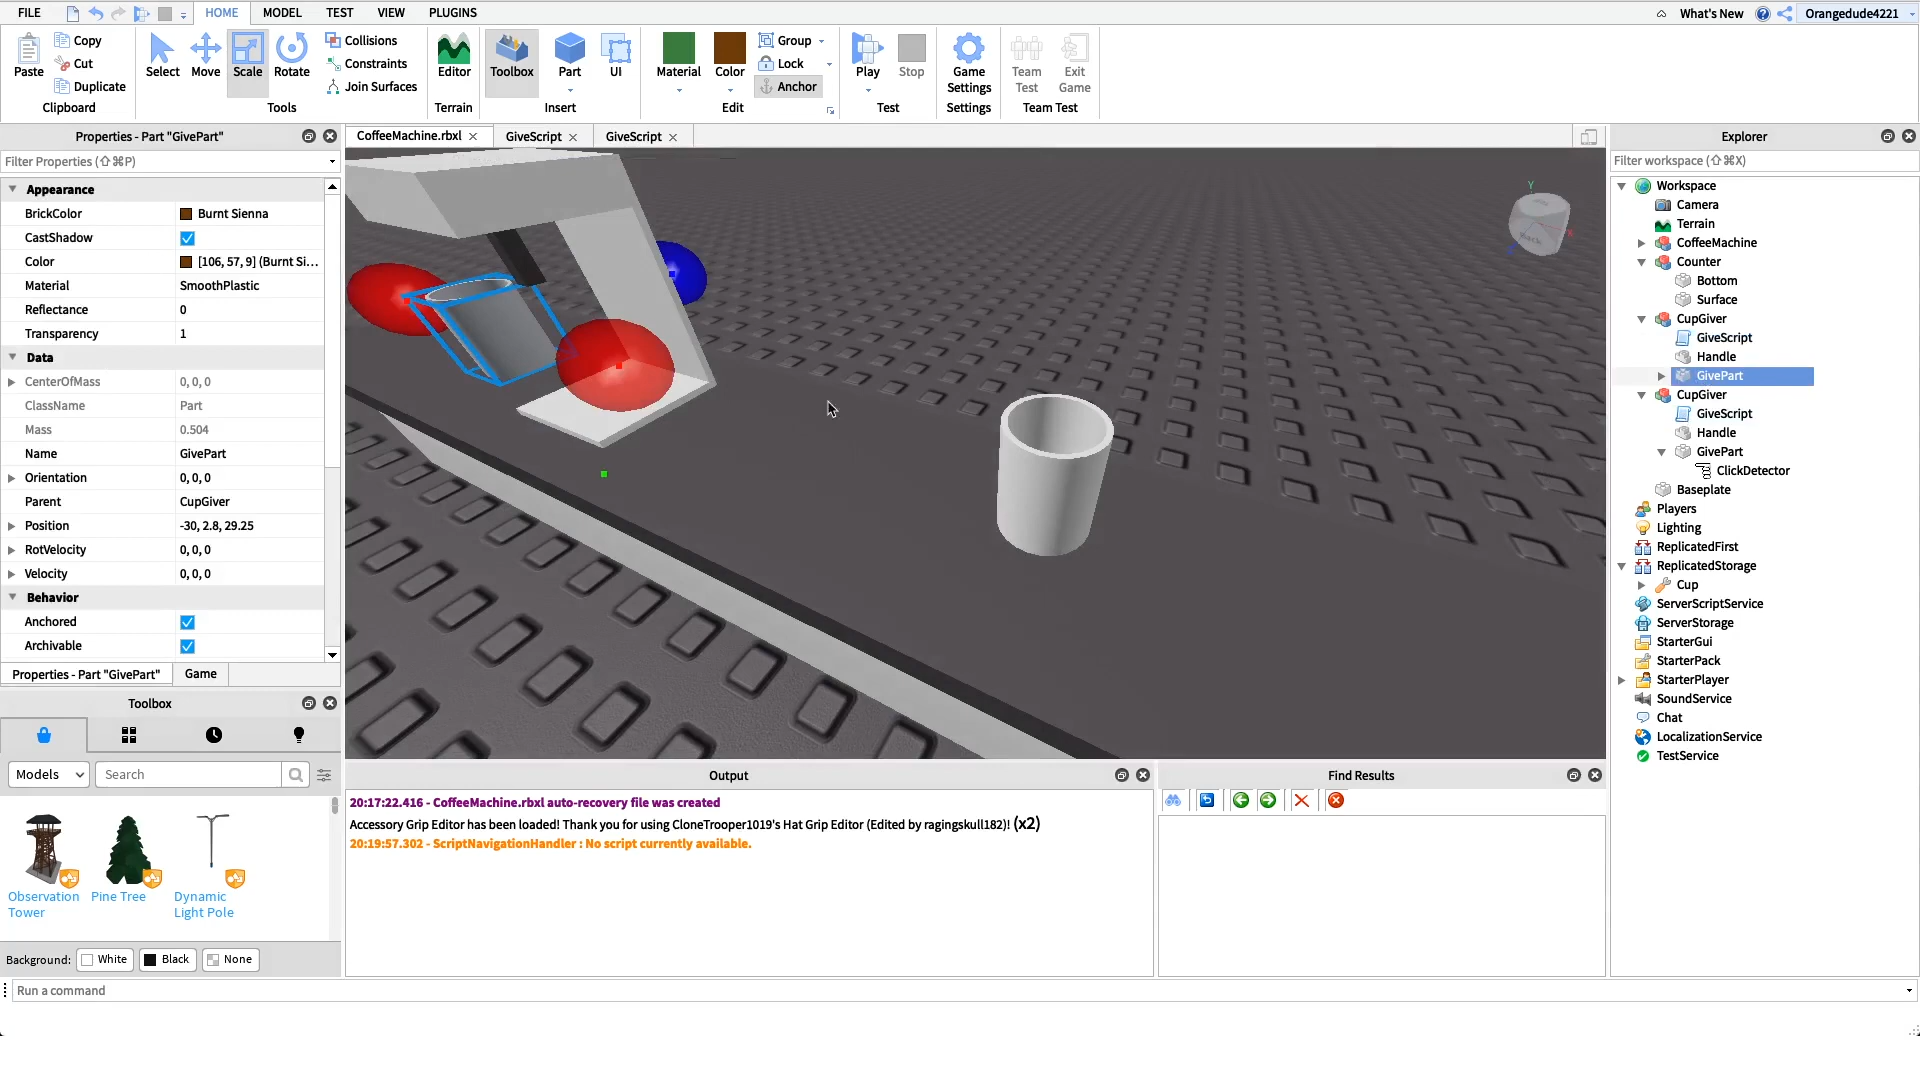 FILE HOME MODEL TEST VIEW PLUGINS What's New Orangedude4221
Paste Copy Cut Duplicate Clipboard
Select Move Scale Rotate Collisions Constraints Join Surfaces Tools
Editor Terrain
Toolbox Part UI Insert
Material Color Group Lock Anchor Edit
Play Stop Test
Game Settings Settings
Team Test Exit Game Team Test
Properties - Part "GivePart"
Filter Properties (⇧⌘P)
Appearance
BrickColor Burnt Sienna
CastShadow
Color [106, 57, 9] (Burnt Si...
Material SmoothPlastic
Reflectance 0
Transparency 1
Data
CenterOfMass 0, 0, 0
ClassName Part
Mass 0.504
Name GivePart
Orientation 0, 0, 0
Parent CupGiver
Position -30, 2.8, 29.25
RotVelocity 0, 0, 0
Velocity 0, 0, 0
Behavior
Anchored
Archivable
Properties - Part "GivePart" Game
Toolbox
Models Search
Observation Tower
Pine Tree
Dynamic Light Pole
Background: White Black None
CoffeeMachine.rbxl GiveScript GiveScript
Y
Output
20:17:22.416 - CoffeeMachine.rbxl auto-recovery file was created
Accessory Grip Editor has been loaded! Thank you for using CloneTrooper1019's Hat Grip Editor (Edited by ragingskull182)! (x2)
20:19:57.302 - ScriptNavigationHandler : No script currently available.
Find Results
Explorer
Filter workspace (⇧⌘X)
Workspace
Camera
Terrain
CoffeeMachine
Counter
Bottom
Surface
CupGiver
GiveScript
Handle
GivePart
CupGiver
GiveScript
Handle
GivePart
ClickDetector
Baseplate
Players
Lighting
ReplicatedFirst
ReplicatedStorage
Cup
ServerScriptService
ServerStorage
StarterGui
StarterPack
StarterPlayer
SoundService
Chat
LocalizationService
TestService
Run a command